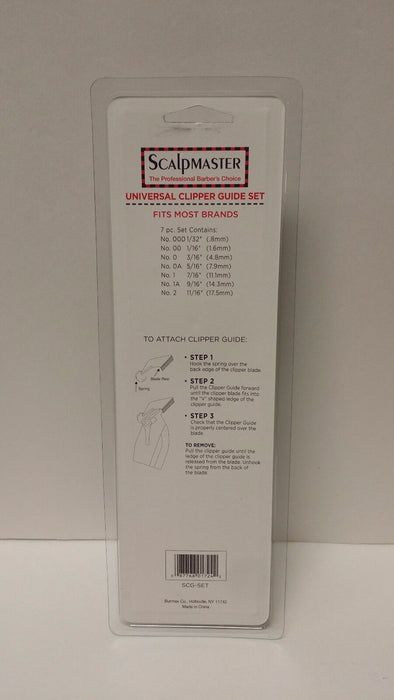 SCALPMASTER
The Professional Barber's Choice
UNIVERSAL CLIPPER GUIDE SET
FITS MOST BRANDS
7 pc. Set Contains:
No. 000 1/32" (.8mm)
No. 00 1/16" (1.6mm)
No. 0 3/16" (4.8mm)
No. 0A 5/16" (7.9mm)
No. 1 7/16" (11.1mm)
No. 1A 9/16" (14.3mm)
No. 2 11/16" (17.5mm)
TO ATTACH CLIPPER GUIDE:
• STEP 1
Hook the spring over the
back edge of the clipper blade.
Blade Face
Spring
• STEP 2
Pull the Clipper Guide forward
until the clipper blade fits into
the "V" shaped ledge of the
clipper guide.
• STEP 3
Check that the Clipper Guide
is properly centered over the
blade.
TO REMOVE:
Pull the clipper guide until the
ledge of the clipper guide is
released from the blade. Unhook
the spring from the back of
the blade.
SCG-SET
Burmax Co., Holtsville, NY 11742
Made in China